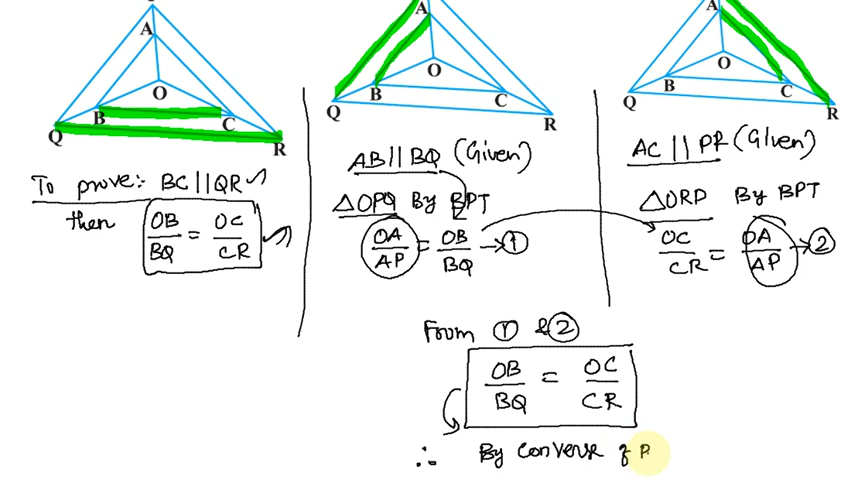 A
O
B
C
Q
R
To prove:- BC||QR
then OB/BQ = OC/CR
A
O
B
C
Q
R
AB||BQ (Given)
△OPQ By BPT
OA/AP = OB/BQ → ①
A
O
B
C
Q
R
AC || PR (Given)
△ORP By BPT
OC/CR = OA/AP → ②
From ① & ②
OB/BQ = OC/CR
∴ By converse of B